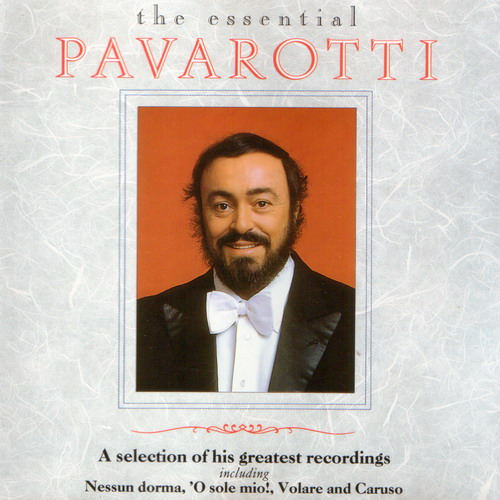 the essential
PAVAROTTI
A selection of his greatest recordings
including
Nessun dorma, 'O sole mio!, Volare and Caruso